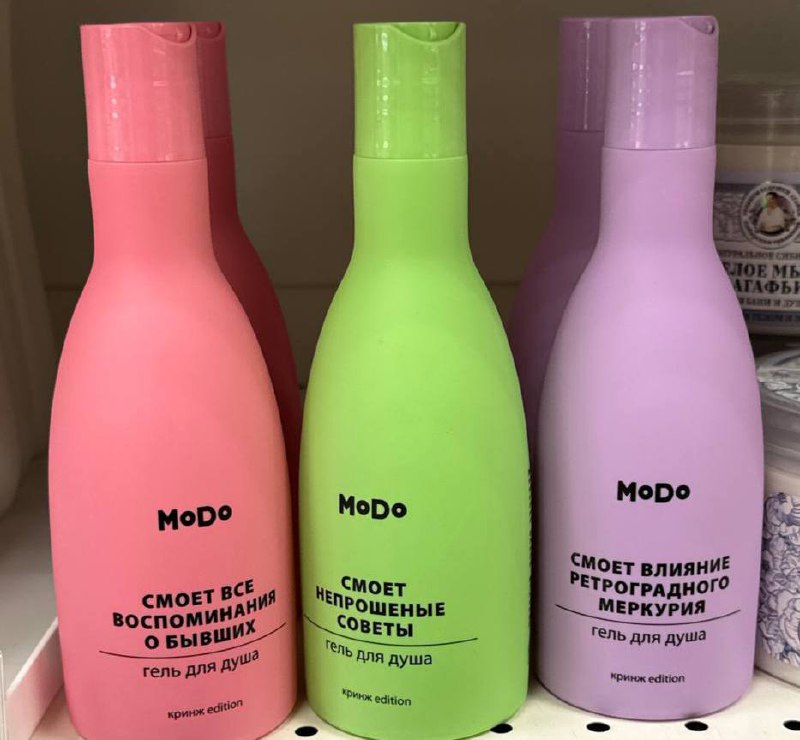 MoDo
СМОЕТ ВСЕ
ВОСПОМИНАНИЯ
О БЫВШИХ
гель для душа
кринж edition
MoDo
СМОЕТ
НЕПРОШЕНЫЕ
СОВЕТЫ
гель для душа
кринж edition
MoDo
СМОЕТ ВЛИЯНИЕ
РЕТРОГРАДНОГО
МЕРКУРИЯ
гель для душа
кринж edition